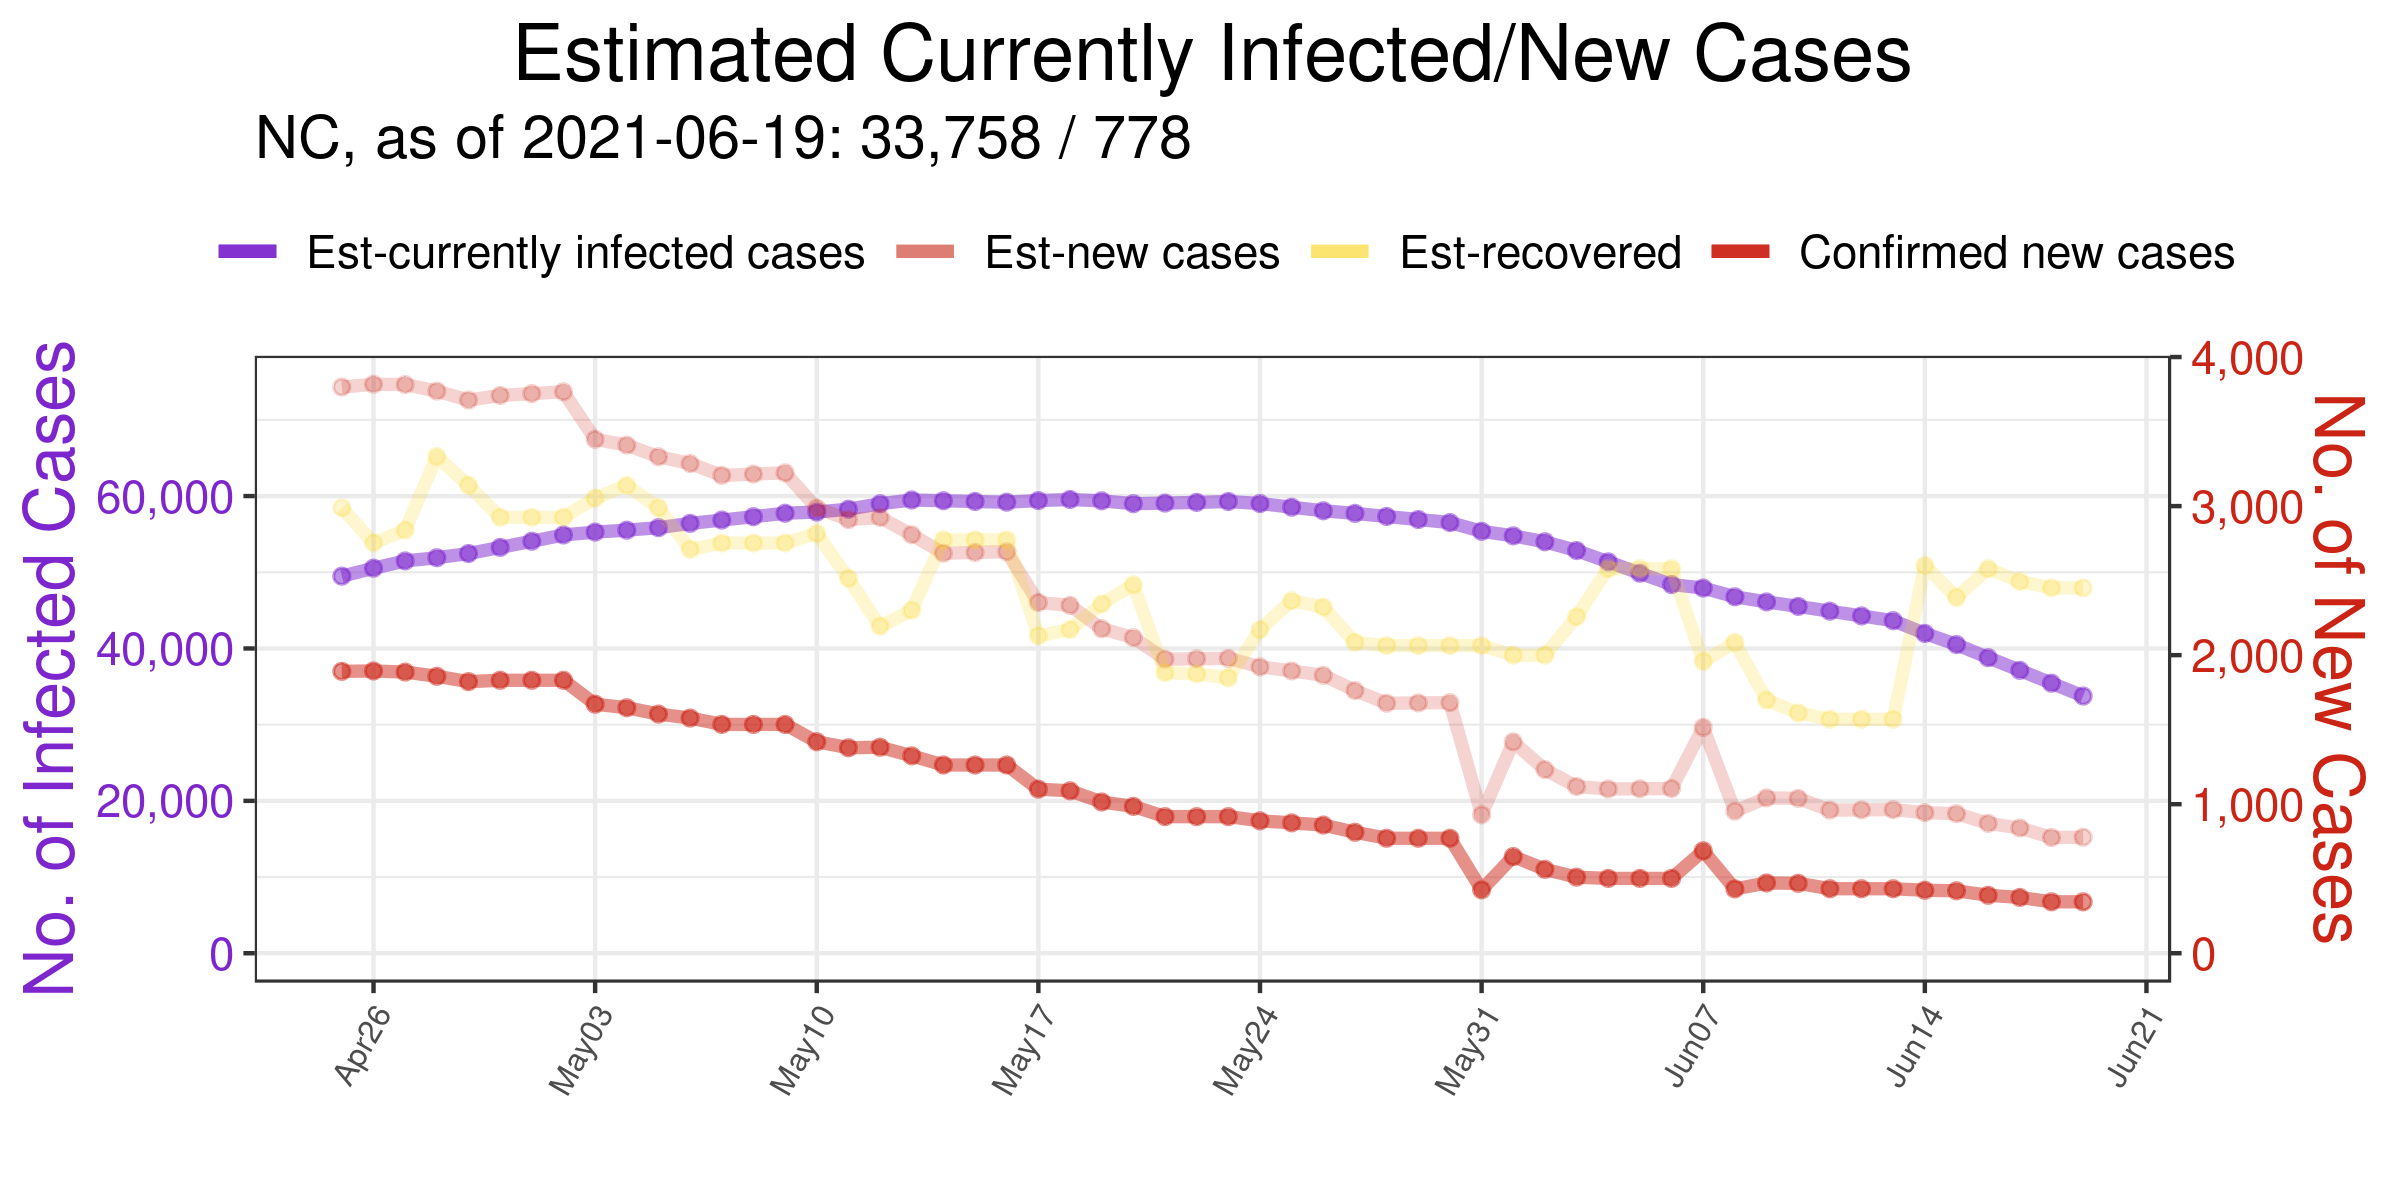 Estimated Currently Infected/New Cases
NC, as of 2021-06-19: 33,758 / 778
Est-currently infected cases Est-new cases Est-recovered Confirmed new cases
No. of Infected Cases
60,000
40,000
20,000
0
4,000
3,000
2,000
1,000
0
No. of New Cases
Apr26 May03 May10 May17 May24 May31 Jun07 Jun14 Jun21